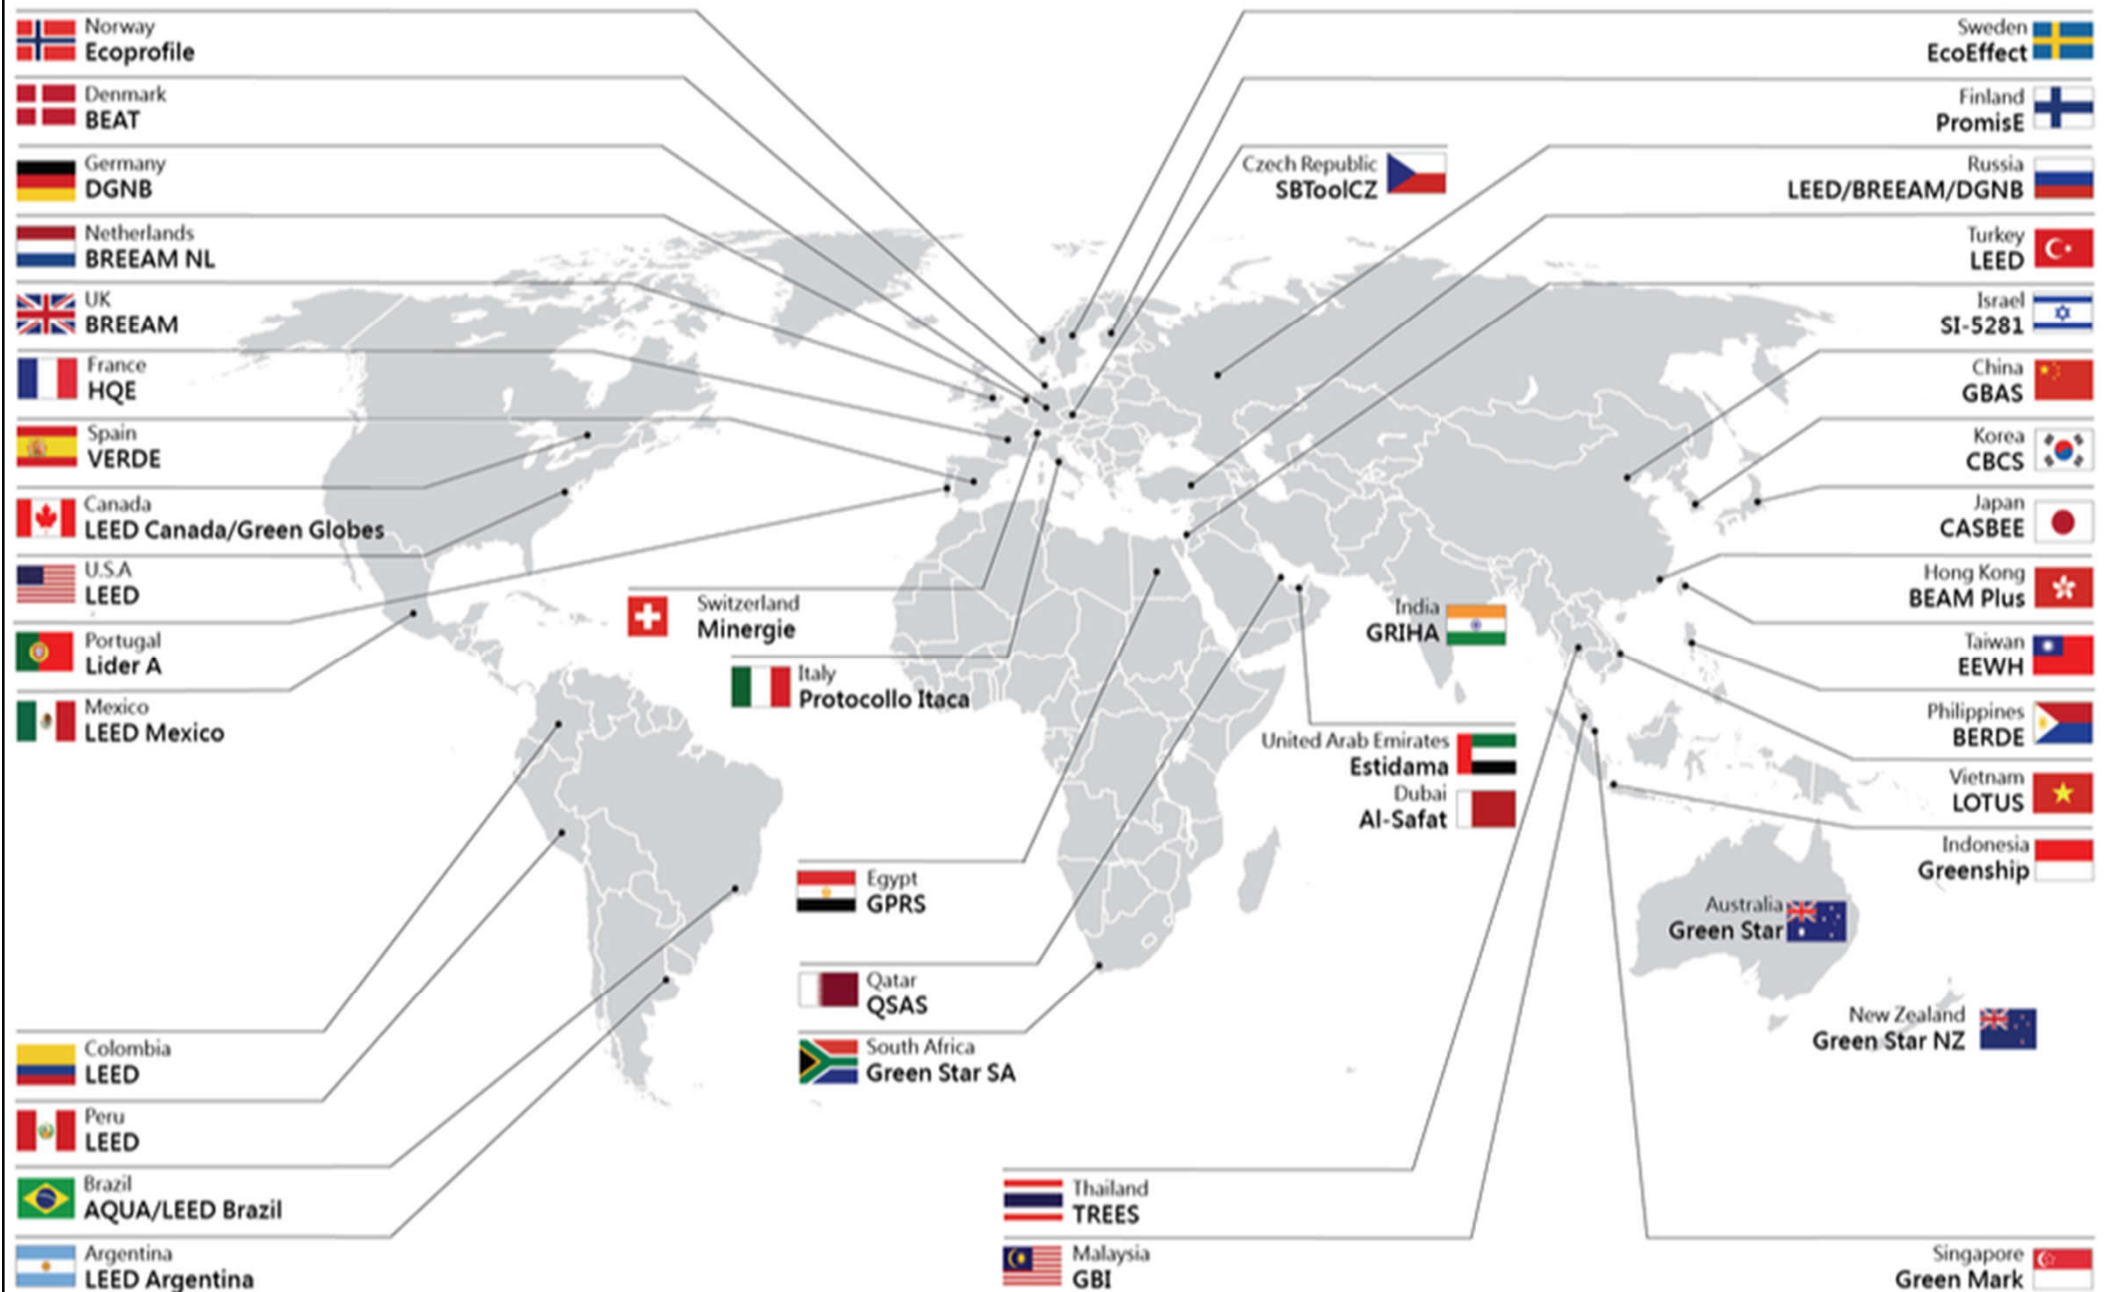 Norway
Ecoprofile
Denmark
BEAT
Germany
DGNB
Netherlands
BREEAM NL
UK
BREEAM
France
HQE
Spain
VERDE
Canada
LEED Canada/Green Globes
U.S.A
LEED
Portugal
Lider A
Mexico
LEED Mexico
Colombia
LEED
Peru
LEED
Brazil
AQUA/LEED Brazil
Argentina
LEED Argentina
Switzerland
Minergie
Italy
Protocollo Itaca
Egypt
GPRS
Qatar
QSAS
South Africa
Green Star SA
Thailand
TREES
Malaysia
GBI
Czech Republic
SBToolCZ
India
GRIHA
United Arab Emirates
Estidama
Dubai
Al-Safat
Sweden
EcoEffect
Finland
PromisE
Russia
LEED/BREEAM/DGNB
Turkey
LEED
Israel
SI-5281
China
GBAS
Korea
CBCS
Japan
CASBEE
Hong Kong
BEAM Plus
Taiwan
EEWH
Philippines
BERDE
Vietnam
LOTUS
Indonesia
Greenship
Australia
Green Star
New Zealand
Green Star NZ
Singapore
Green Mark